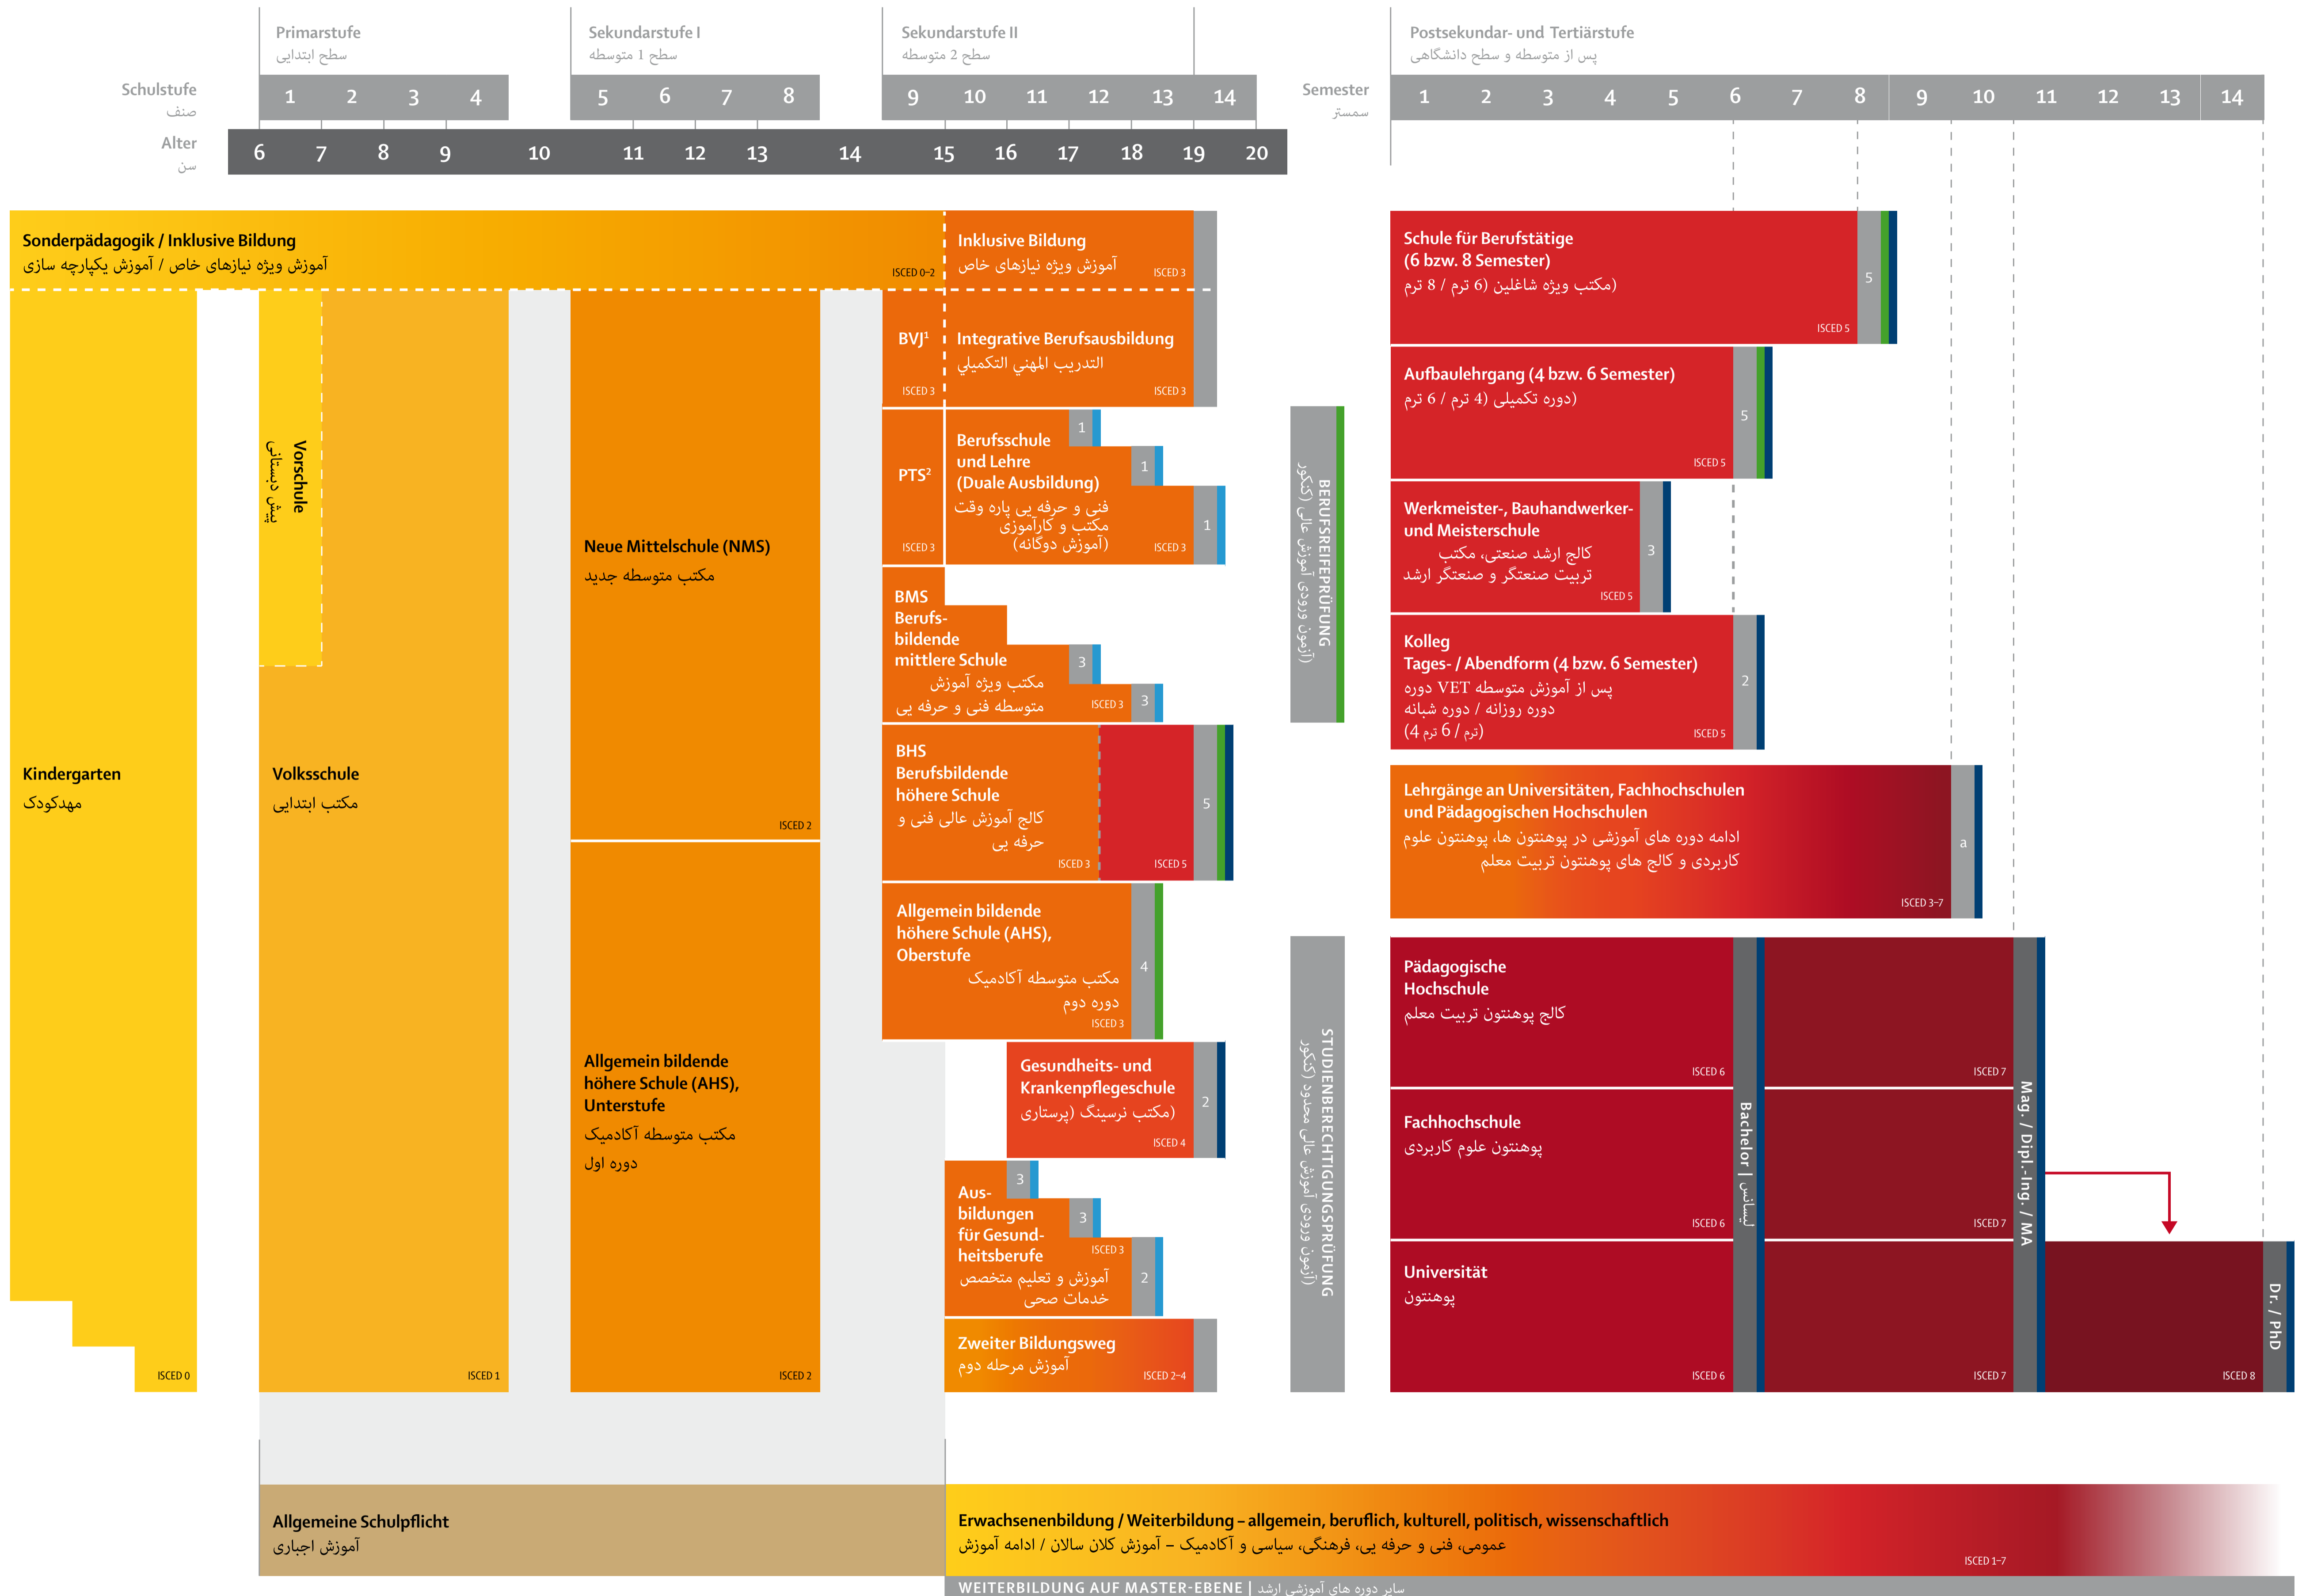 Primarstufe
سطح ابتدایی
Sekundarstufe I
سطح 1 متوسطه
Sekundarstufe II
سطح 2 متوسطه
Postsekundar- und Tertiärstufe
پس از متوسطه و سطح دانشگاهی
Schulstufe
صنف
1 2 3 4 5 6 7 8 9 10 11 12 13 14
Semester
سمستر
1 2 3 4 5 6 7 8 9 10 11 12 13 14
Alter
سن
6 7 8 9 10 11 12 13 14 15 16 17 18 19 20
Sonderpädagogik / Inklusive Bildung
آموزش ویژه نیازهای خاص / آموزش یکپارچه سازی
ISCED 0–2
Inklusive Bildung
آموزش ویژه نیازهای خاص
ISCED 3
Kindergarten
مهدکودک
ISCED 0
Vorschule
پیش دبستانی
Volksschule
مکتب ابتدایی
ISCED 1
Neue Mittelschule (NMS)
مکتب متوسطه جدید
ISCED 2
Allgemein bildende
höhere Schule (AHS),
Unterstufe
مکتب متوسطه آکادمیک
دوره اول
ISCED 2
BVJ¹
ISCED 3
Integrative Berufsausbildung
التدريب المهني التكميلي
ISCED 3
PTS²
ISCED 3
Berufsschule
und Lehre
(Duale Ausbildung)
فنی و حرفه یی پاره وقت
مکتب و کارآموزی
(آموزش دوگانه)
ISCED 3
1
1
1
BMS
Berufs-
bildende
mittlere Schule
مکتب ویژه آموزش
متوسطه فنی و حرفه یی
ISCED 3
3
3
BHS
Berufsbildende
höhere Schule
کالج آموزش عالی فنی و
حرفه یی
ISCED 3
ISCED 5
5
Allgemein bildende
höhere Schule (AHS),
Oberstufe
مکتب متوسطه آکادمیک
دوره دوم
ISCED 3
4
Gesundheits- und
Krankenpflegeschule
مکتب نرسینگ (پرستاری)
ISCED 4
2
Aus-
bildungen
für Gesund-
heitsberufe
آموزش و تعلیم متخصص
خدمات صحی
ISCED 3
3
3
2
Zweiter Bildungsweg
آموزش مرحله دوم
ISCED 2–4
BERUFSREIFEPRÜFUNG
آزمون ورودی آموزش عالی (کنکور)
STUDIENBERECHTIGUNGSPRÜFUNG
آزمون ورودی آموزش عالی محدود (کنکور)
Schule für Berufstätige
(6 bzw. 8 Semester)
مکتب ویژه شاغلین (6 ترم / 8 ترم)
ISCED 5
5
Aufbaulehrgang (4 bzw. 6 Semester)
دوره تکمیلی (4 ترم / 6 ترم)
ISCED 5
5
Werkmeister-, Bauhandwerker-
und Meisterschule
کالج ارشد صنعتی، مکتب
تربیت صنعتگر و صنعتگر ارشد
ISCED 5
3
Kolleg
Tages- / Abendform (4 bzw. 6 Semester)
پس از آموزش متوسطه VET دوره
دوره روزانه / دوره شبانه
(4 ترم / 6 ترم)
ISCED 5
2
Lehrgänge an Universitäten, Fachhochschulen
und Pädagogischen Hochschulen
ادامه دوره های آموزشی در پوهنتون ها، پوهنتون علوم
کاربردی و کالج های پوهنتون تربیت معلم
ISCED 3–7
a
Pädagogische
Hochschule
کالج پوهنتون تربیت معلم
ISCED 6
ISCED 7
Fachhochschule
پوهنتون علوم کاربردی
ISCED 6
ISCED 7
Universität
پوهنتون
ISCED 6
ISCED 7
ISCED 8
Bachelor | لیسانس
Mag. / Dipl.-Ing. / MA
Dr. / PhD
Allgemeine Schulpflicht
آموزش اجباری
Erwachsenenbildung / Weiterbildung – allgemein, beruflich, kulturell, politisch, wissenschaftlich
عمومی، فنی و حرفه یی، فرهنگی، سیاسی و آکادمیک – آموزش کلان سالان / ادامه آموزش
ISCED 1–7
WEITERBILDUNG AUF MASTER-EBENE | سایر دوره های آموزشی ارشد